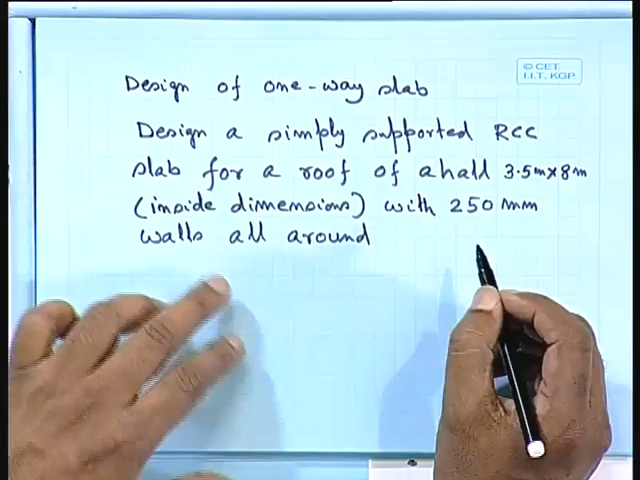 © CET
I.I.T. KGP
Design of one-way slab
Design a simply supported RCC
slab for a roof of a hall 3.5m×8m
(inside dimensions) with 250 mm
walls all around